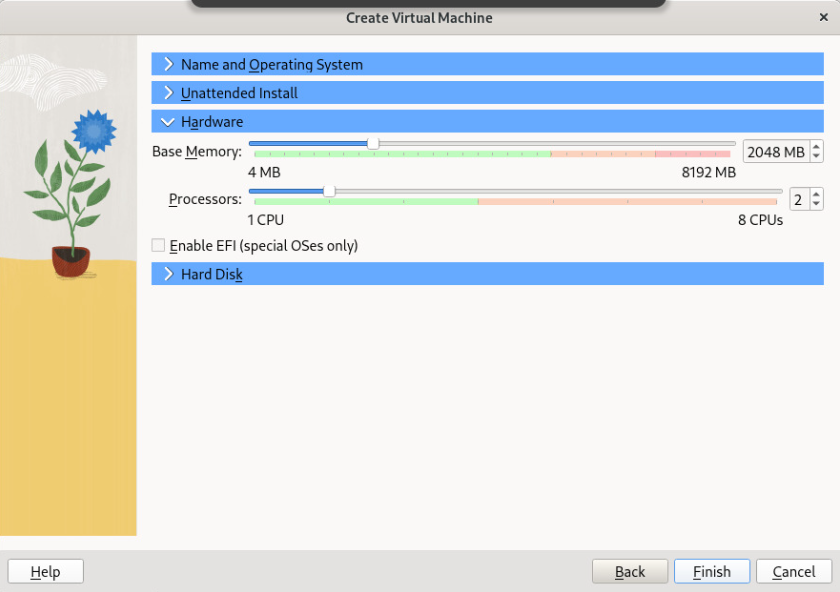 Create Virtual Machine
Name and Operating System
Unattended Install
Hardware
Base Memory: 2048 MB
4 MB 8192 MB
Processors: 2
1 CPU 8 CPUs
Enable EFI (special OSes only)
Hard Disk
Help Back Finish Cancel